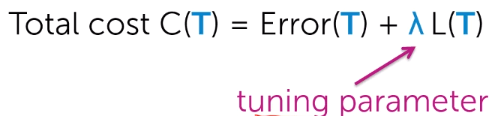 Total cost C(T) = Error(T) + λ L(T)
tuning parameter